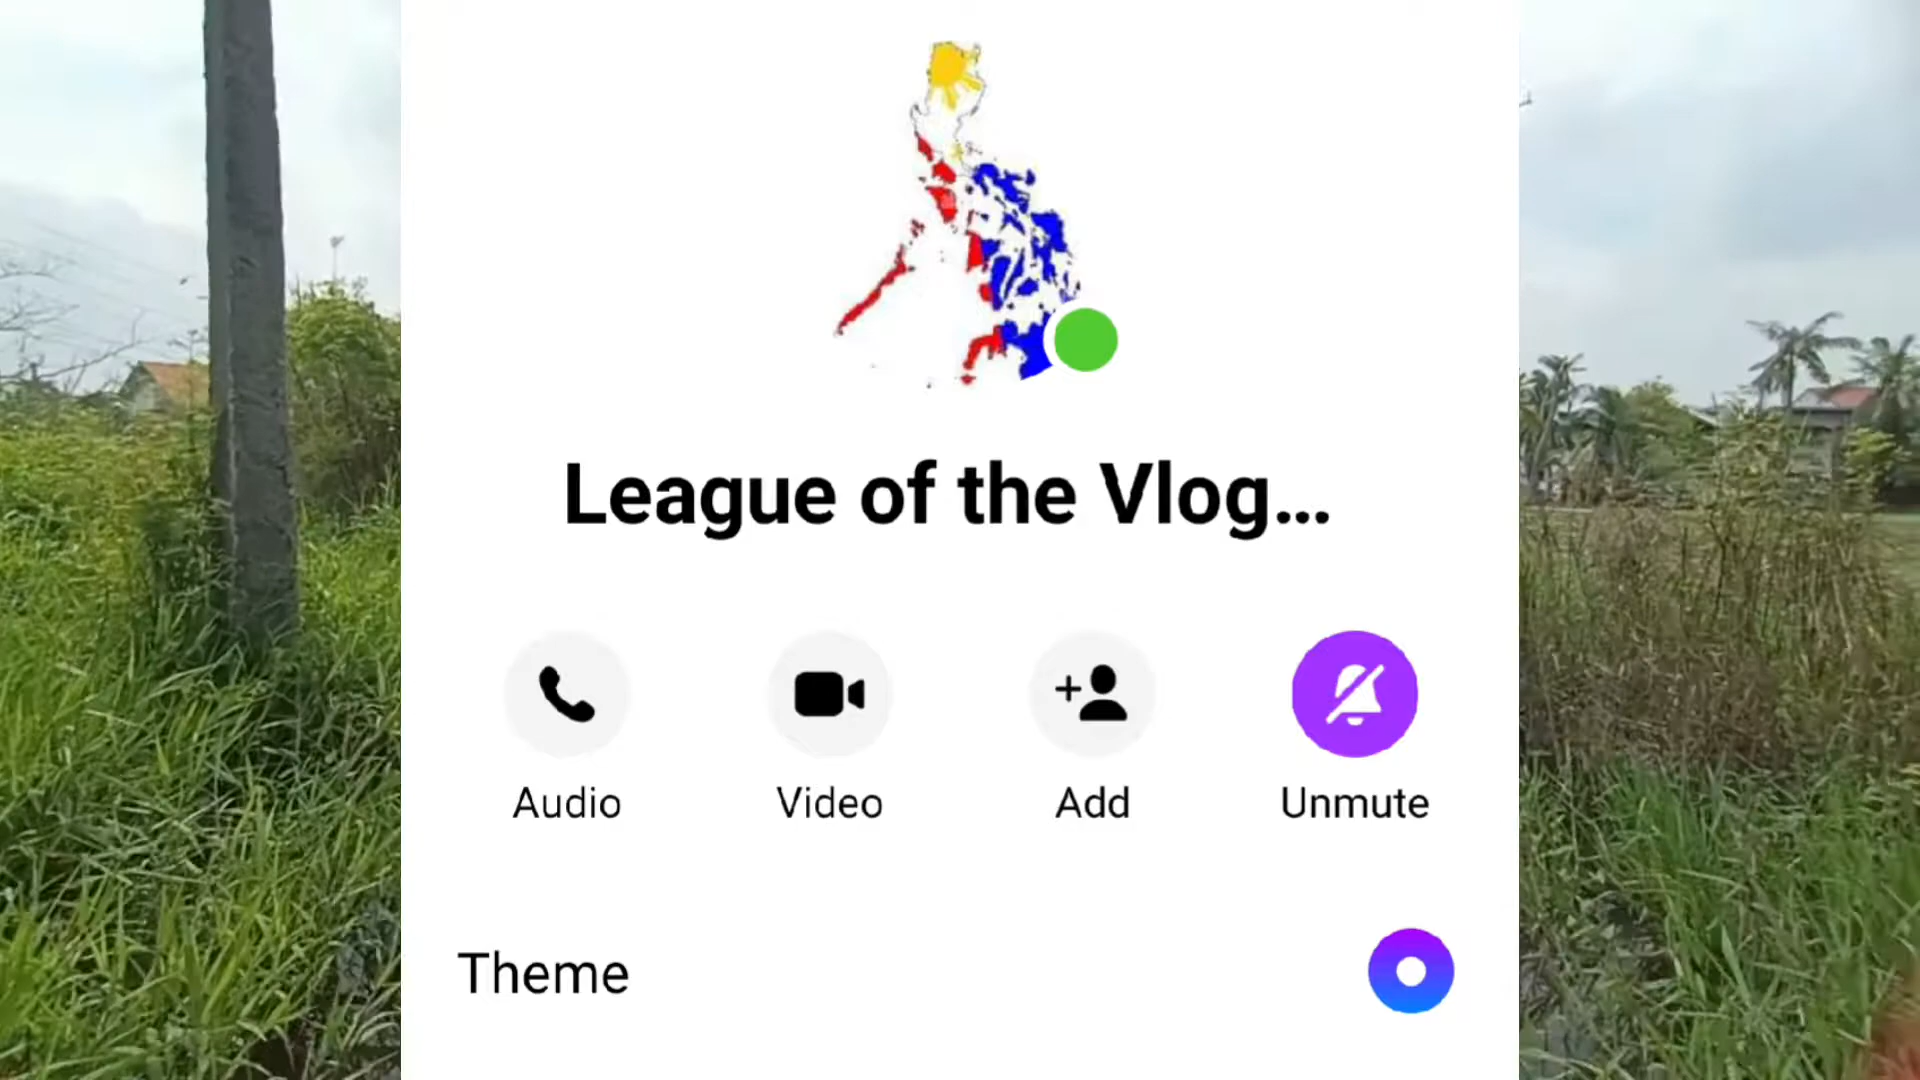 League of the Vlog...
Audio
Video
Add
Unmute
Theme